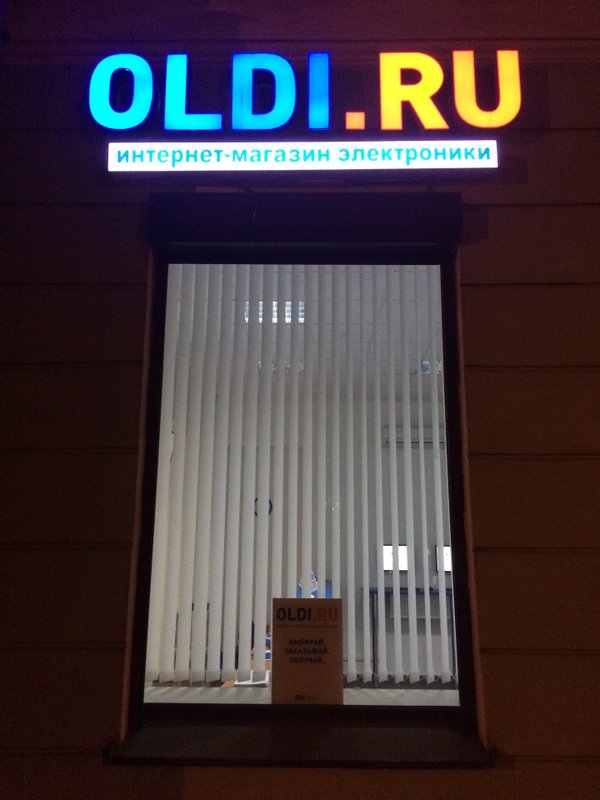 OLDI.RU
интернет-магазин электроники
OLDI.RU
ВЫБИРАЙ.
ЗАКАЗЫВАЙ.
ПОЛУЧАЙ.